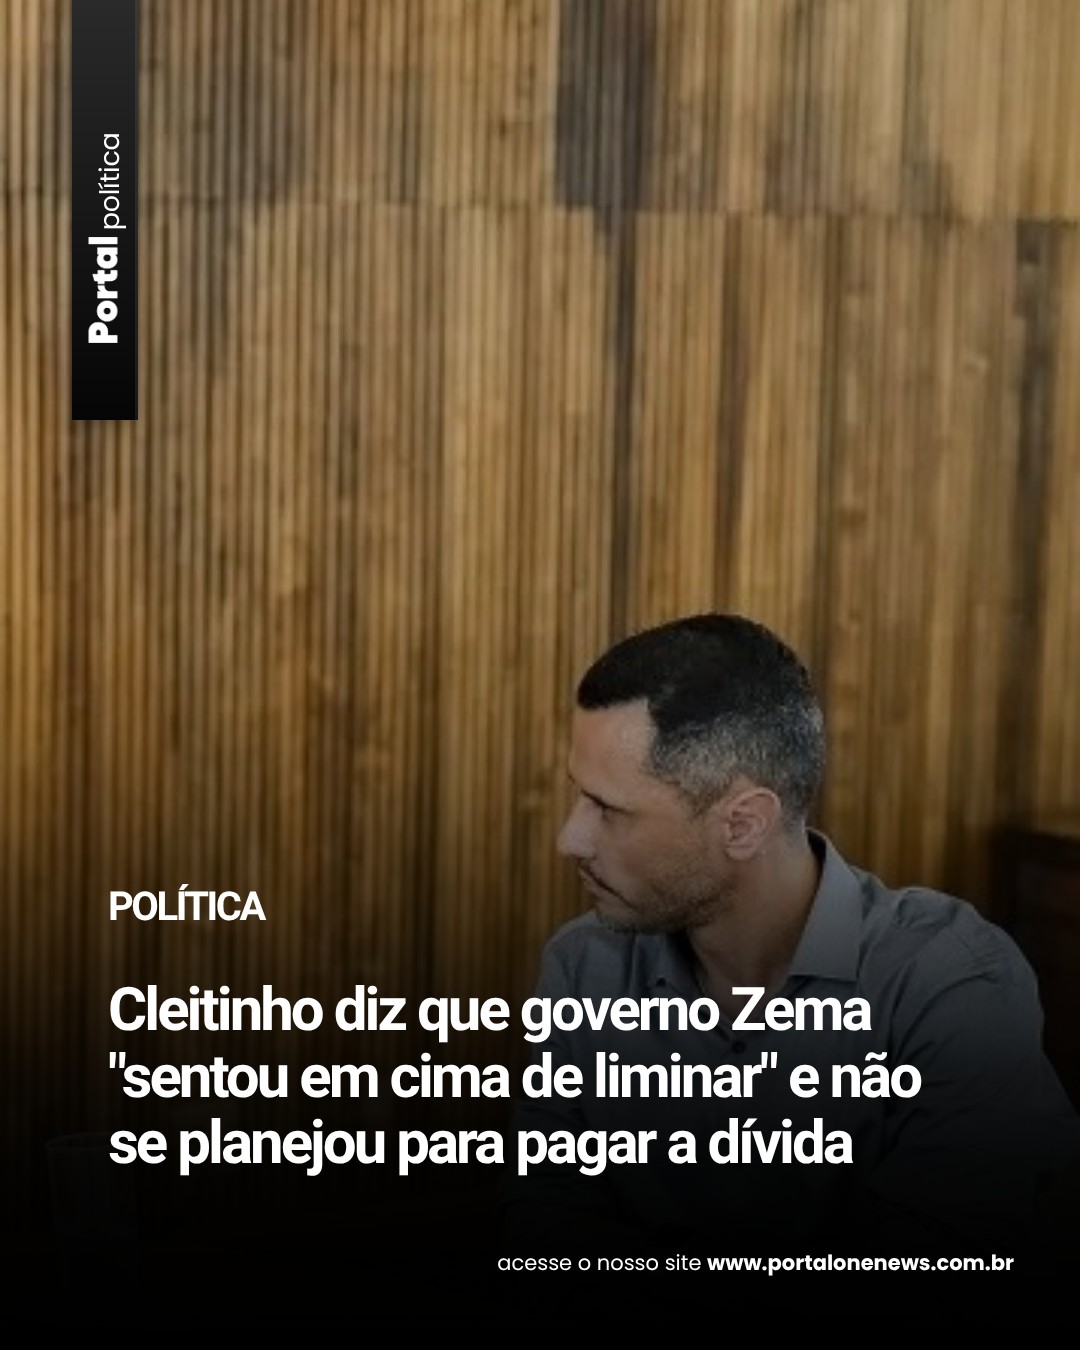 Portal política
POLÍTICA
Cleitinho diz que governo Zema
"sentou em cima de liminar" e não
se planejou para pagar a dívida
acesse o nosso site www.portalonenews.com.br